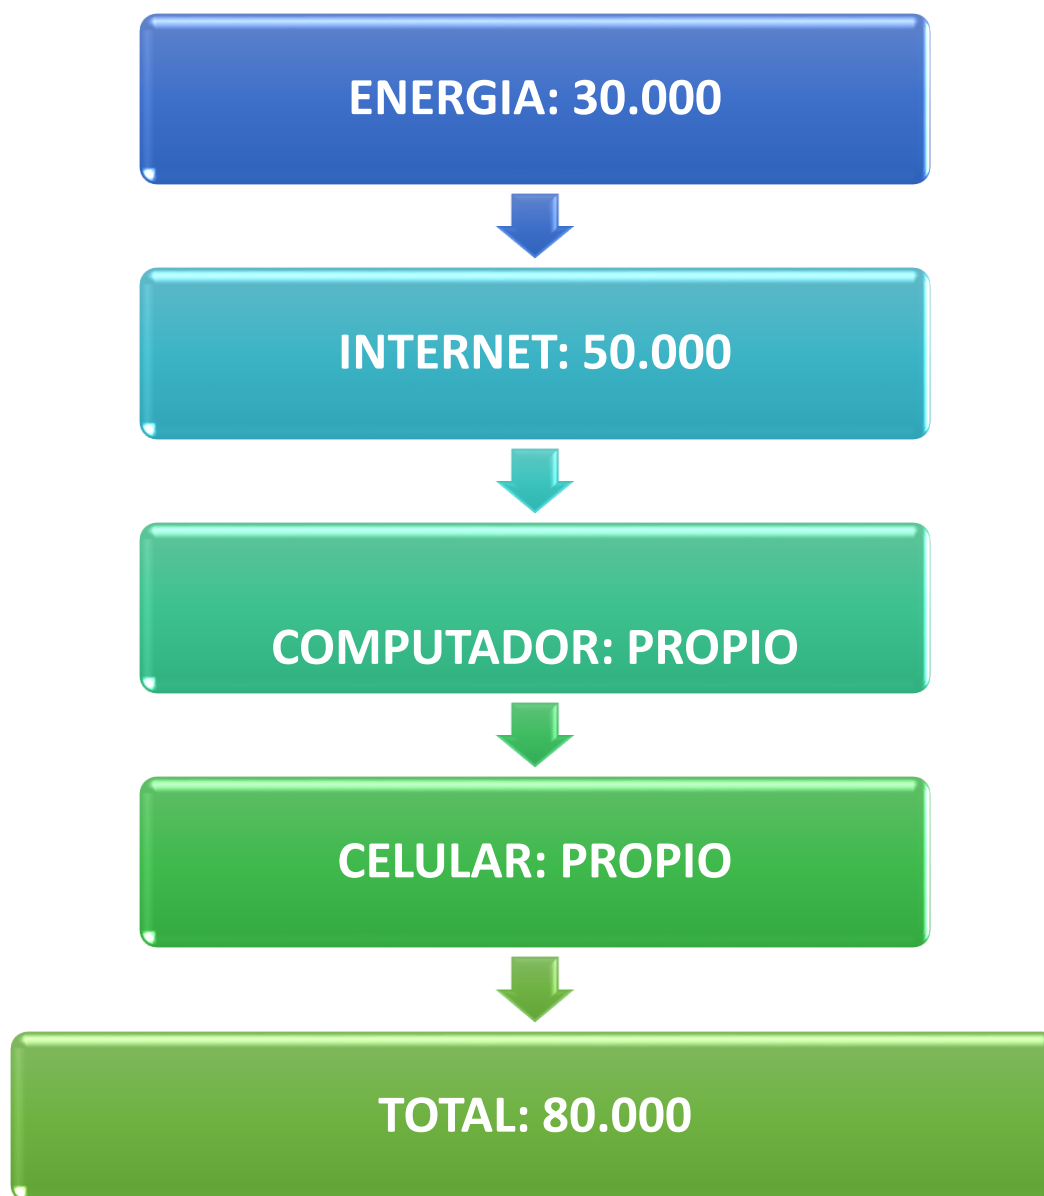 ENERGIA: 30.000
INTERNET: 50.000
COMPUTADOR: PROPIO
CELULAR: PROPIO
TOTAL: 80.000